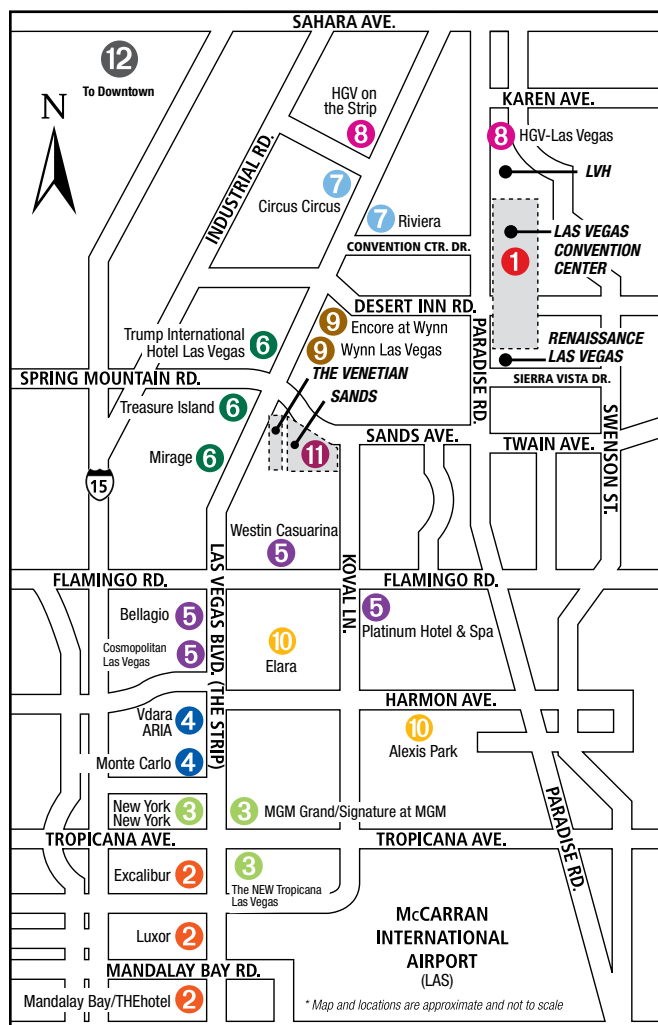 SAHARA AVE.
12
To Downtown
N
HGV on
the Strip
8
KAREN AVE.
8 HGV-Las Vegas
LVH
INDUSTRIAL RD.
7
Circus Circus
7 Riviera
CONVENTION CTR. DR.
LAS VEGAS
CONVENTION
CENTER
1
DESERT INN RD.
9 Encore at Wynn
Trump International
Hotel Las Vegas
6
9 Wynn Las Vegas
PARADISE RD.
RENAISSANCE
LAS VEGAS
THE VENETIAN
SPRING MOUNTAIN RD.
SIERRA VISTA DR.
SANDS
Treasure Island 6
SANDS AVE.
TWAIN AVE.
SWENSON ST.
Mirage 6
11
15
Westin Casuarina
5
LAS VEGAS BLVD. (THE STRIP)
KOVAL LN.
FLAMINGO RD.
FLAMINGO RD.
Bellagio 5
5
Platinum Hotel & Spa
Cosmopolitan
Las Vegas
5
10
Elara
HARMON AVE.
Vdara
ARIA
4
10
Alexis Park
Monte Carlo 4
New York
New York
3
3 MGM Grand/Signature at MGM
PARADISE RD.
TROPICANA AVE.
TROPICANA AVE.
Excalibur 2
3
The NEW Tropicana
Las Vegas
Luxor 2
McCARRAN
INTERNATIONAL
AIRPORT
(LAS)
MANDALAY BAY RD.
Mandalay Bay/THEhotel 2
* Map and locations are approximate and not to scale